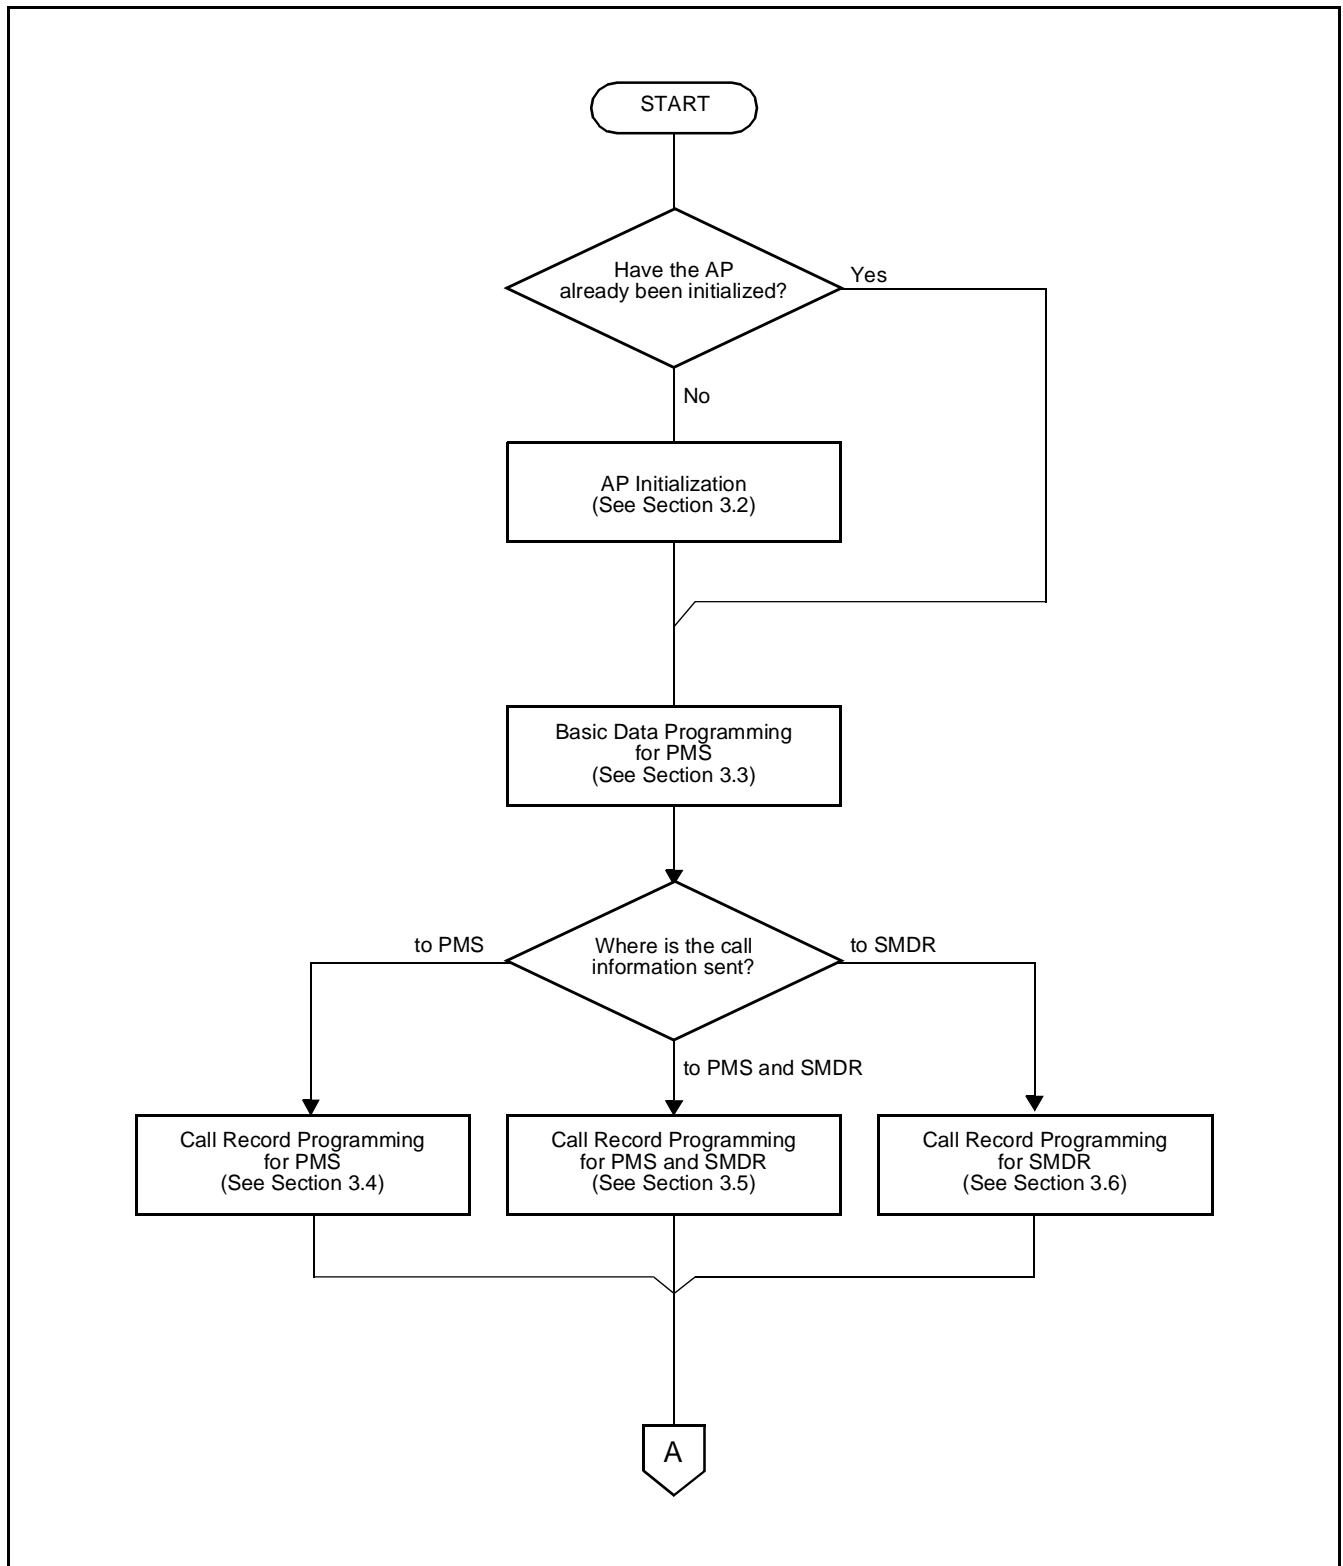 START
Have the AP
already been initialized?
Yes
No
AP Initialization
(See Section 3.2)
Basic Data Programming
for PMS
(See Section 3.3)
to PMS
Where is the call
information sent?
to SMDR
to PMS and SMDR
Call Record Programming
for PMS
(See Section 3.4)
Call Record Programming
for PMS and SMDR
(See Section 3.5)
Call Record Programming
for SMDR
(See Section 3.6)
A